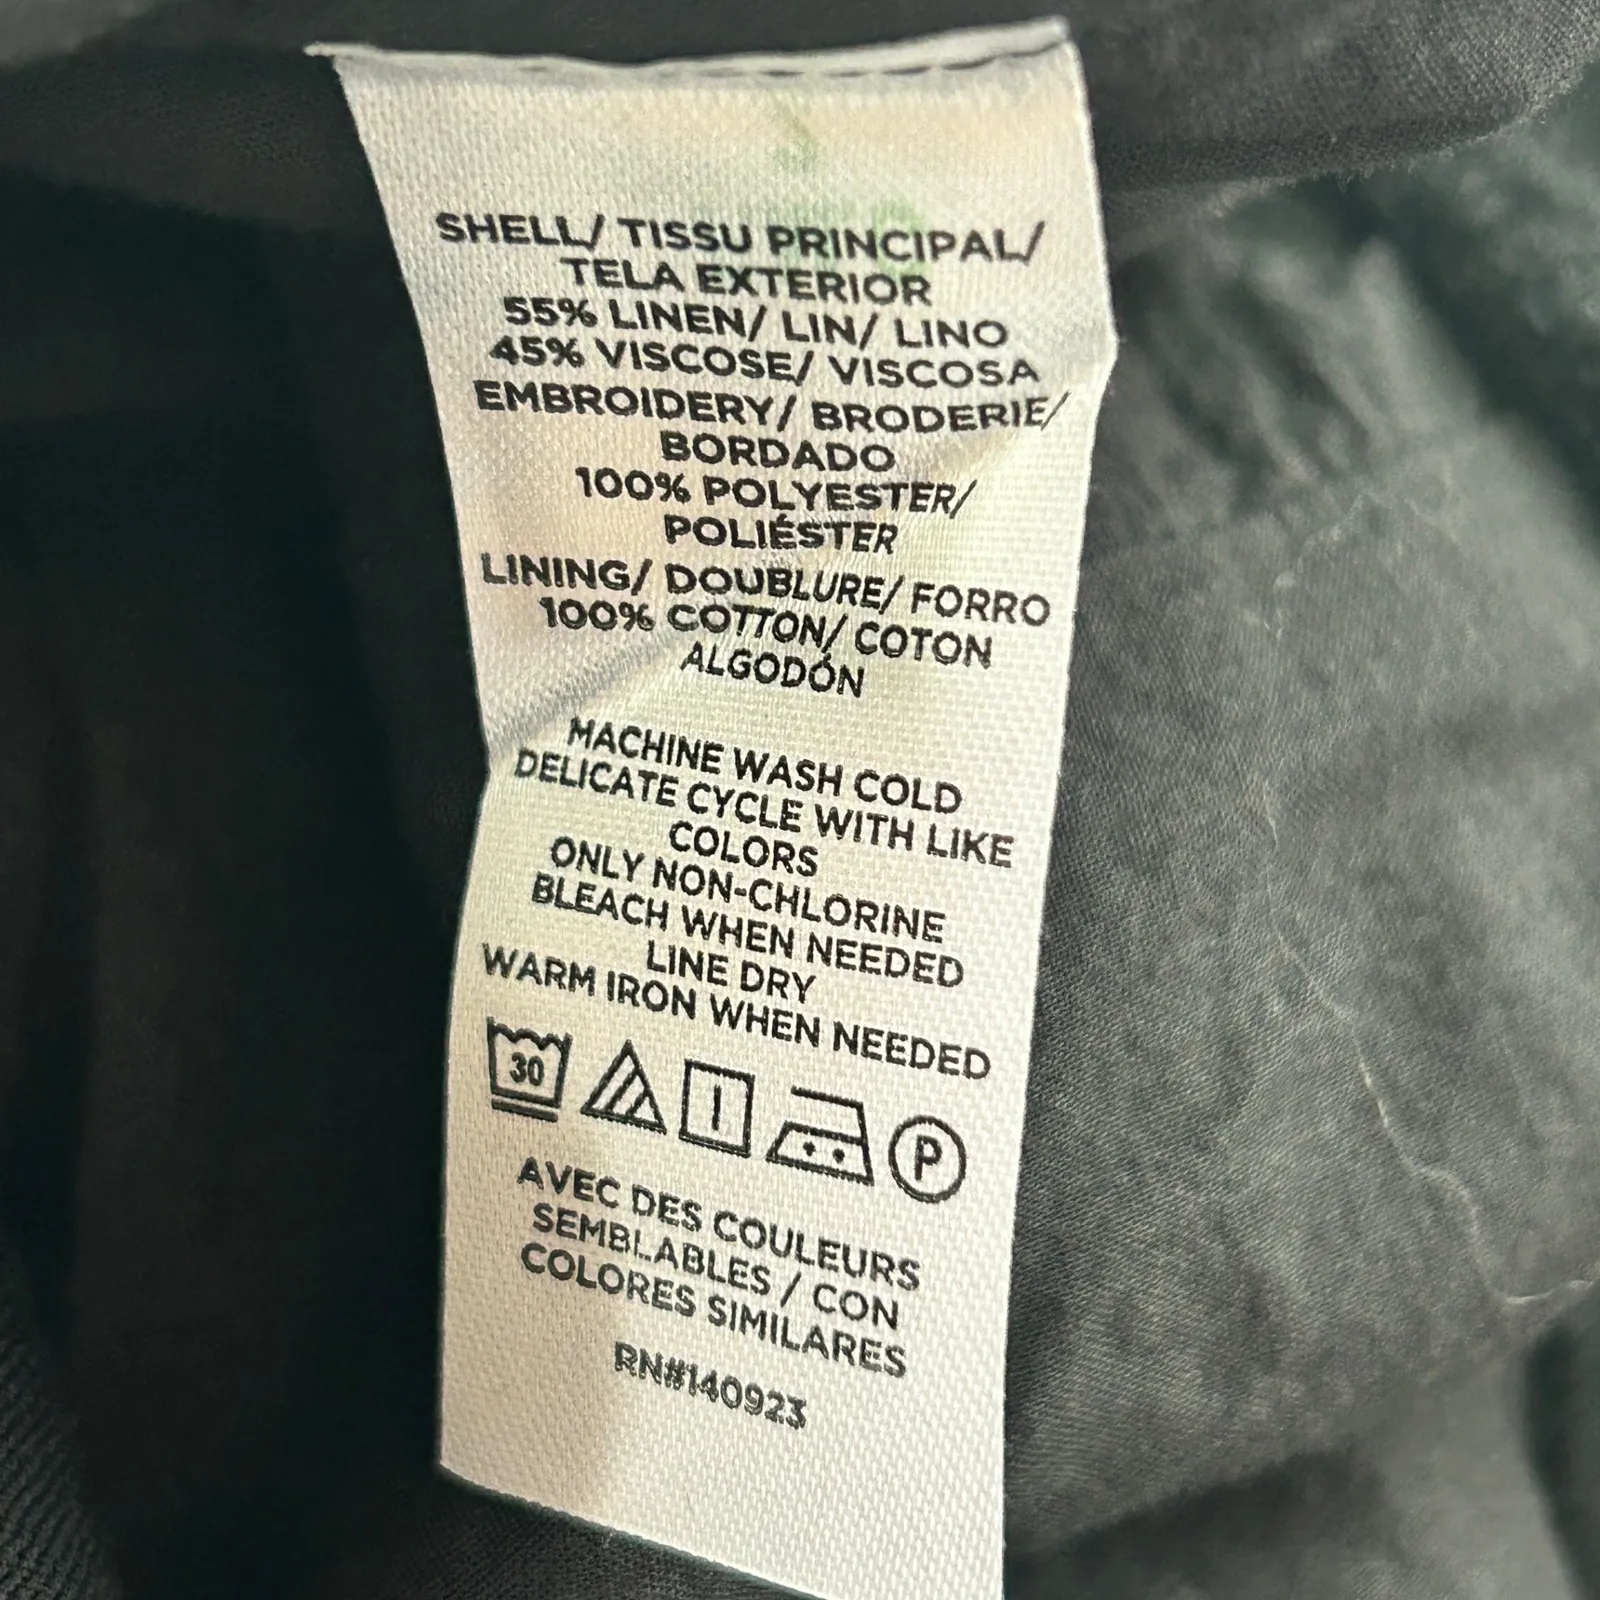 SHELL/ TISSU PRINCIPAL/
TELA EXTERIOR
55% LINEN/ LIN/ LINO
45% VISCOSE/ VISCOSA
EMBROIDERY/ BRODERIE/
BORDADO
100% POLYESTER/
POLIÉSTER
LINING/ DOUBLURE/ FORRO
100% COTTON/ COTON
ALGODÓN
MACHINE WASH COLD
DELICATE CYCLE WITH LIKE
COLORS
ONLY NON-CHLORINE
BLEACH WHEN NEEDED
LINE DRY
WARM IRON WHEN NEEDED
30 P
AVEC DES COULEURS
SEMBLABLES / CON
COLORES SIMILARES
RN#140923